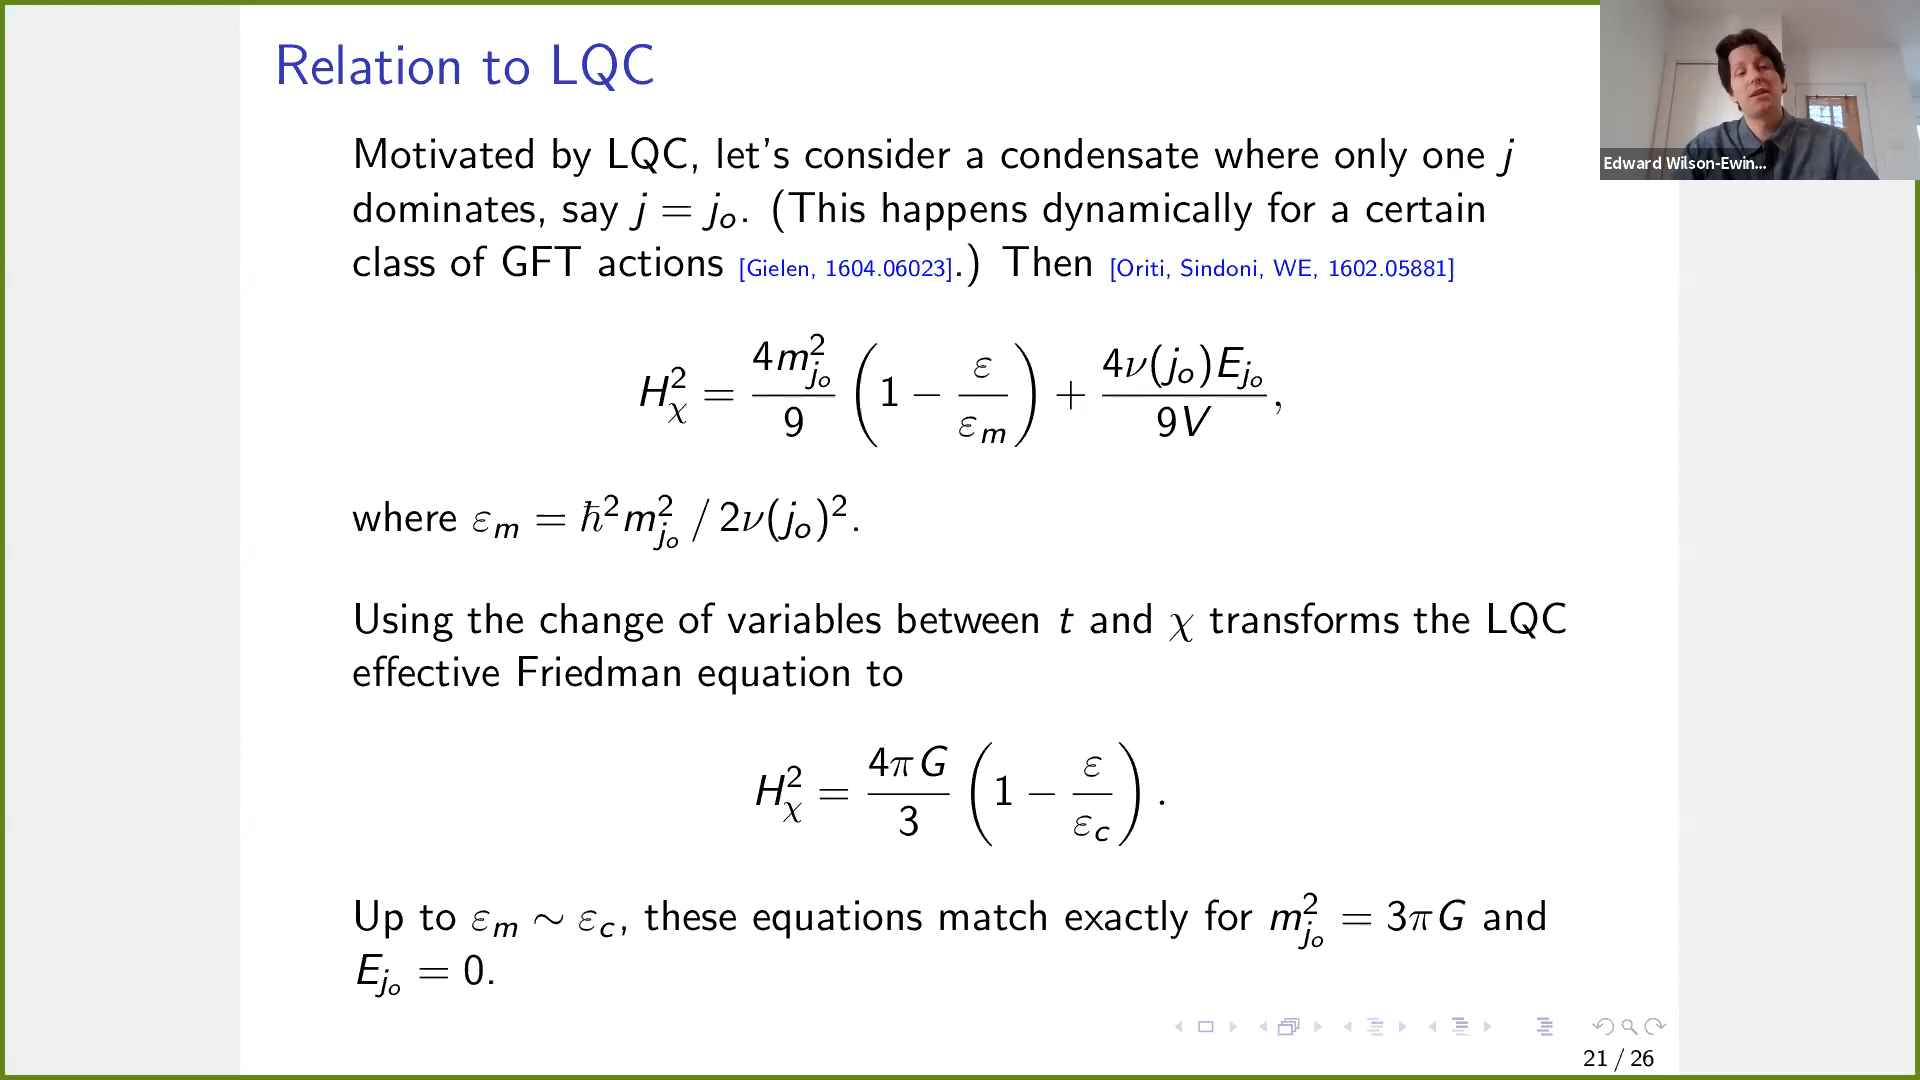 Relation to LQC
Motivated by LQC, let's consider a condensate where only one j
dominates, say j = j_o. (This happens dynamically for a certain
class of GFT actions [Gielen, 1604.06023].) Then [Oriti, Sindoni, WE, 1602.05881]
H_χ^2 = \frac{4m_{j_o}^2}{9} (1 − \frac{ε}{ε_m}) + \frac{4ν(j_o)E_{j_o}}{9V},
where ε_m = ℏ^2 m_{j_o}^2 / 2ν(j_o)^2.
Using the change of variables between t and χ transforms the LQC
effective Friedman equation to
H_χ^2 = \frac{4πG}{3} (1 − \frac{ε}{ε_c}).
Up to ε_m ∼ ε_c, these equations match exactly for m_{j_o}^2 = 3πG and
E_{j_o} = 0.
21 / 26
Edward Wilson-Ewin...